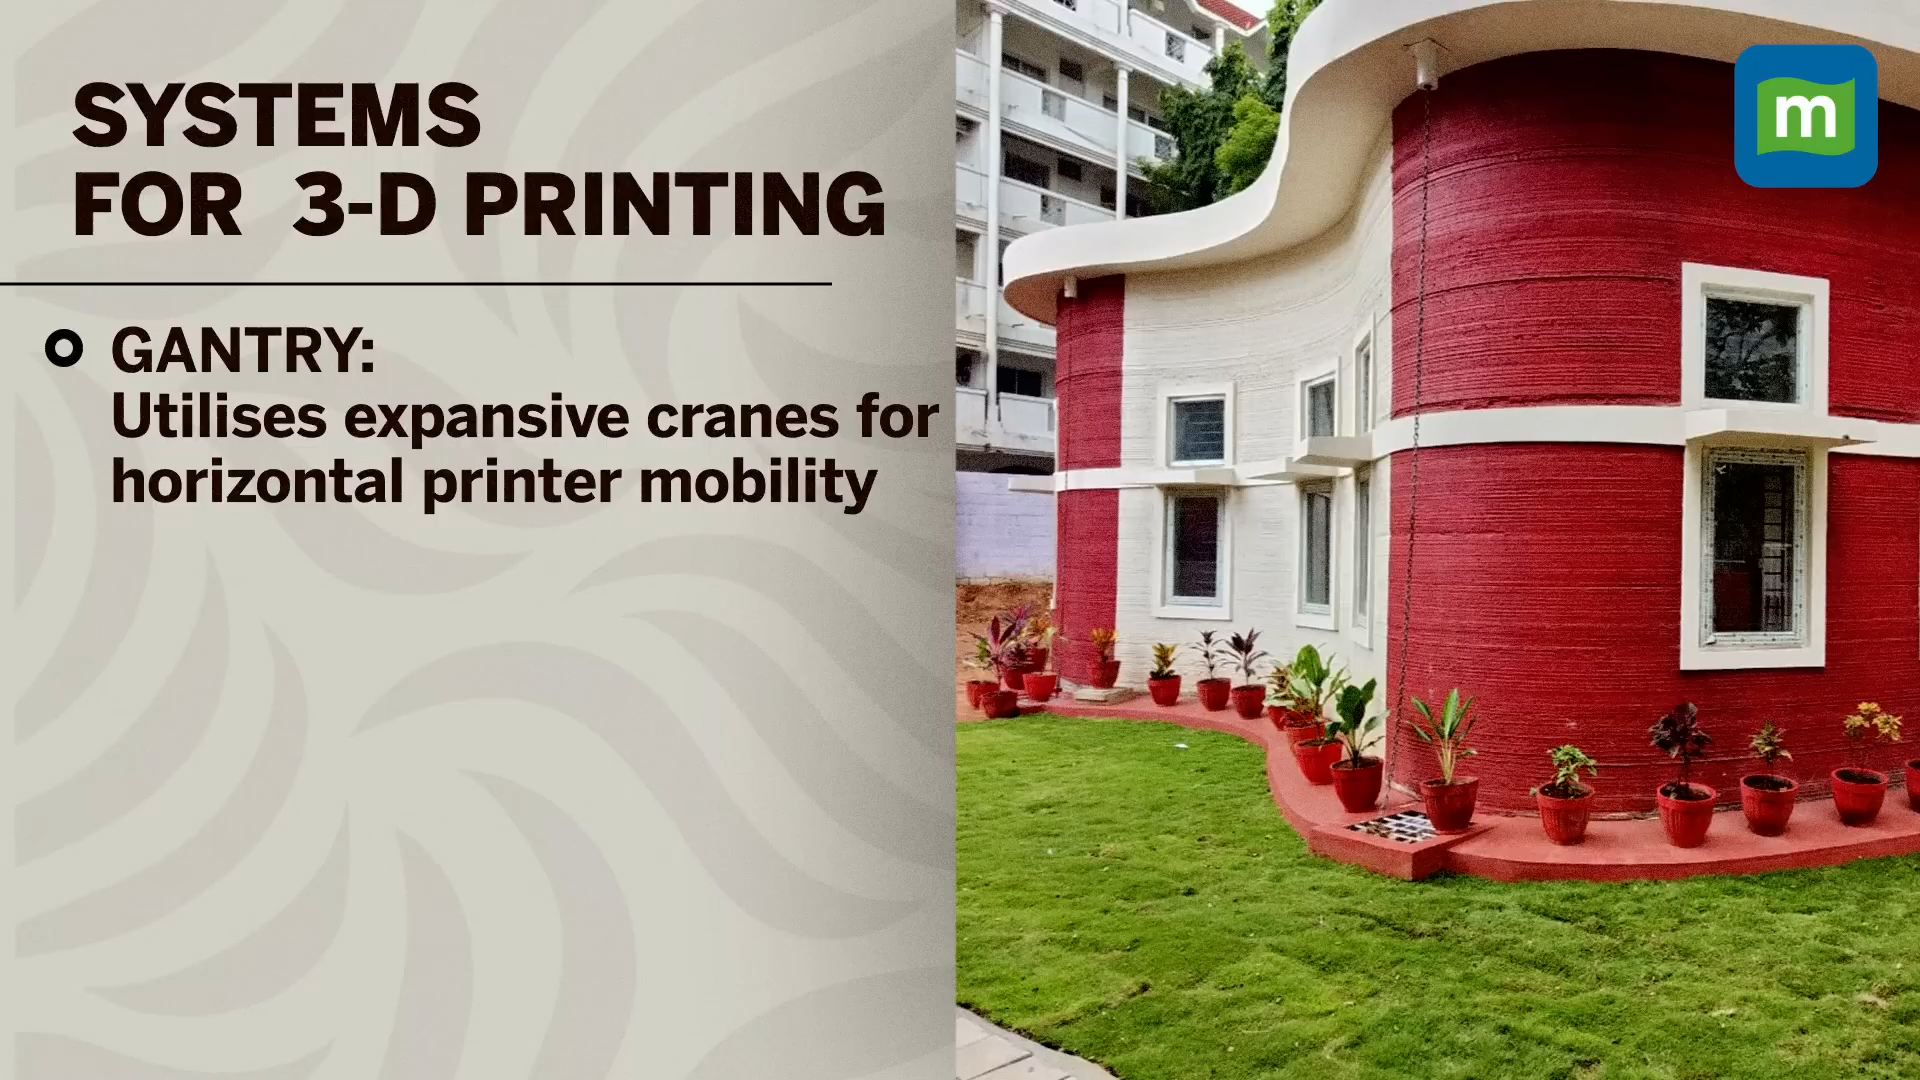 SYSTEMS
FOR 3-D PRINTING
GANTRY:
Utilises expansive cranes for
horizontal printer mobility
m